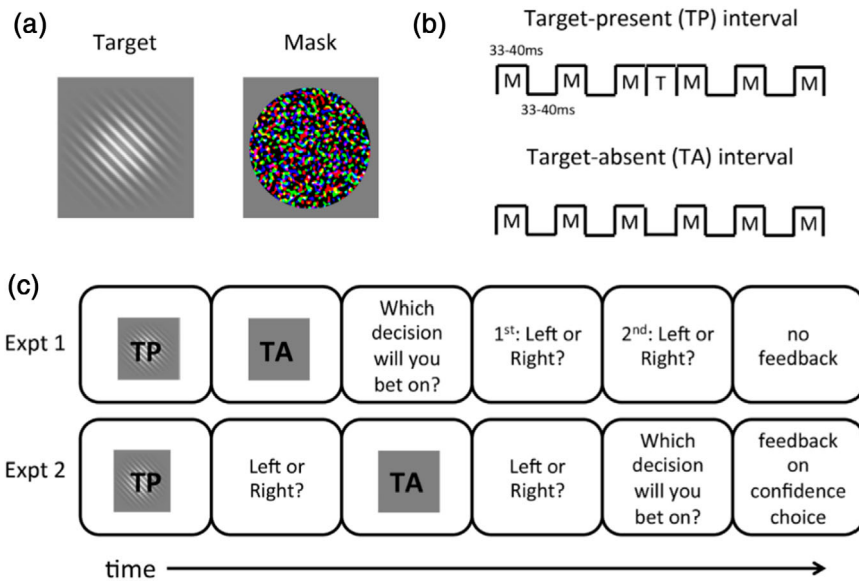 (a)
Target
Mask
(b)
Target-present (TP) interval
33-40ms
M M M T M M M
33-40ms
Target-absent (TA) interval
M M M M M M
(c)
Expt 1
TP
TA
Which
decision
will you
bet on?
1st: Left or
Right?
2nd: Left or
Right?
no
feedback
Expt 2
TP
Left or
Right?
TA
Left or
Right?
Which
decision
will you
bet on?
feedback
on
confidence
choice
time